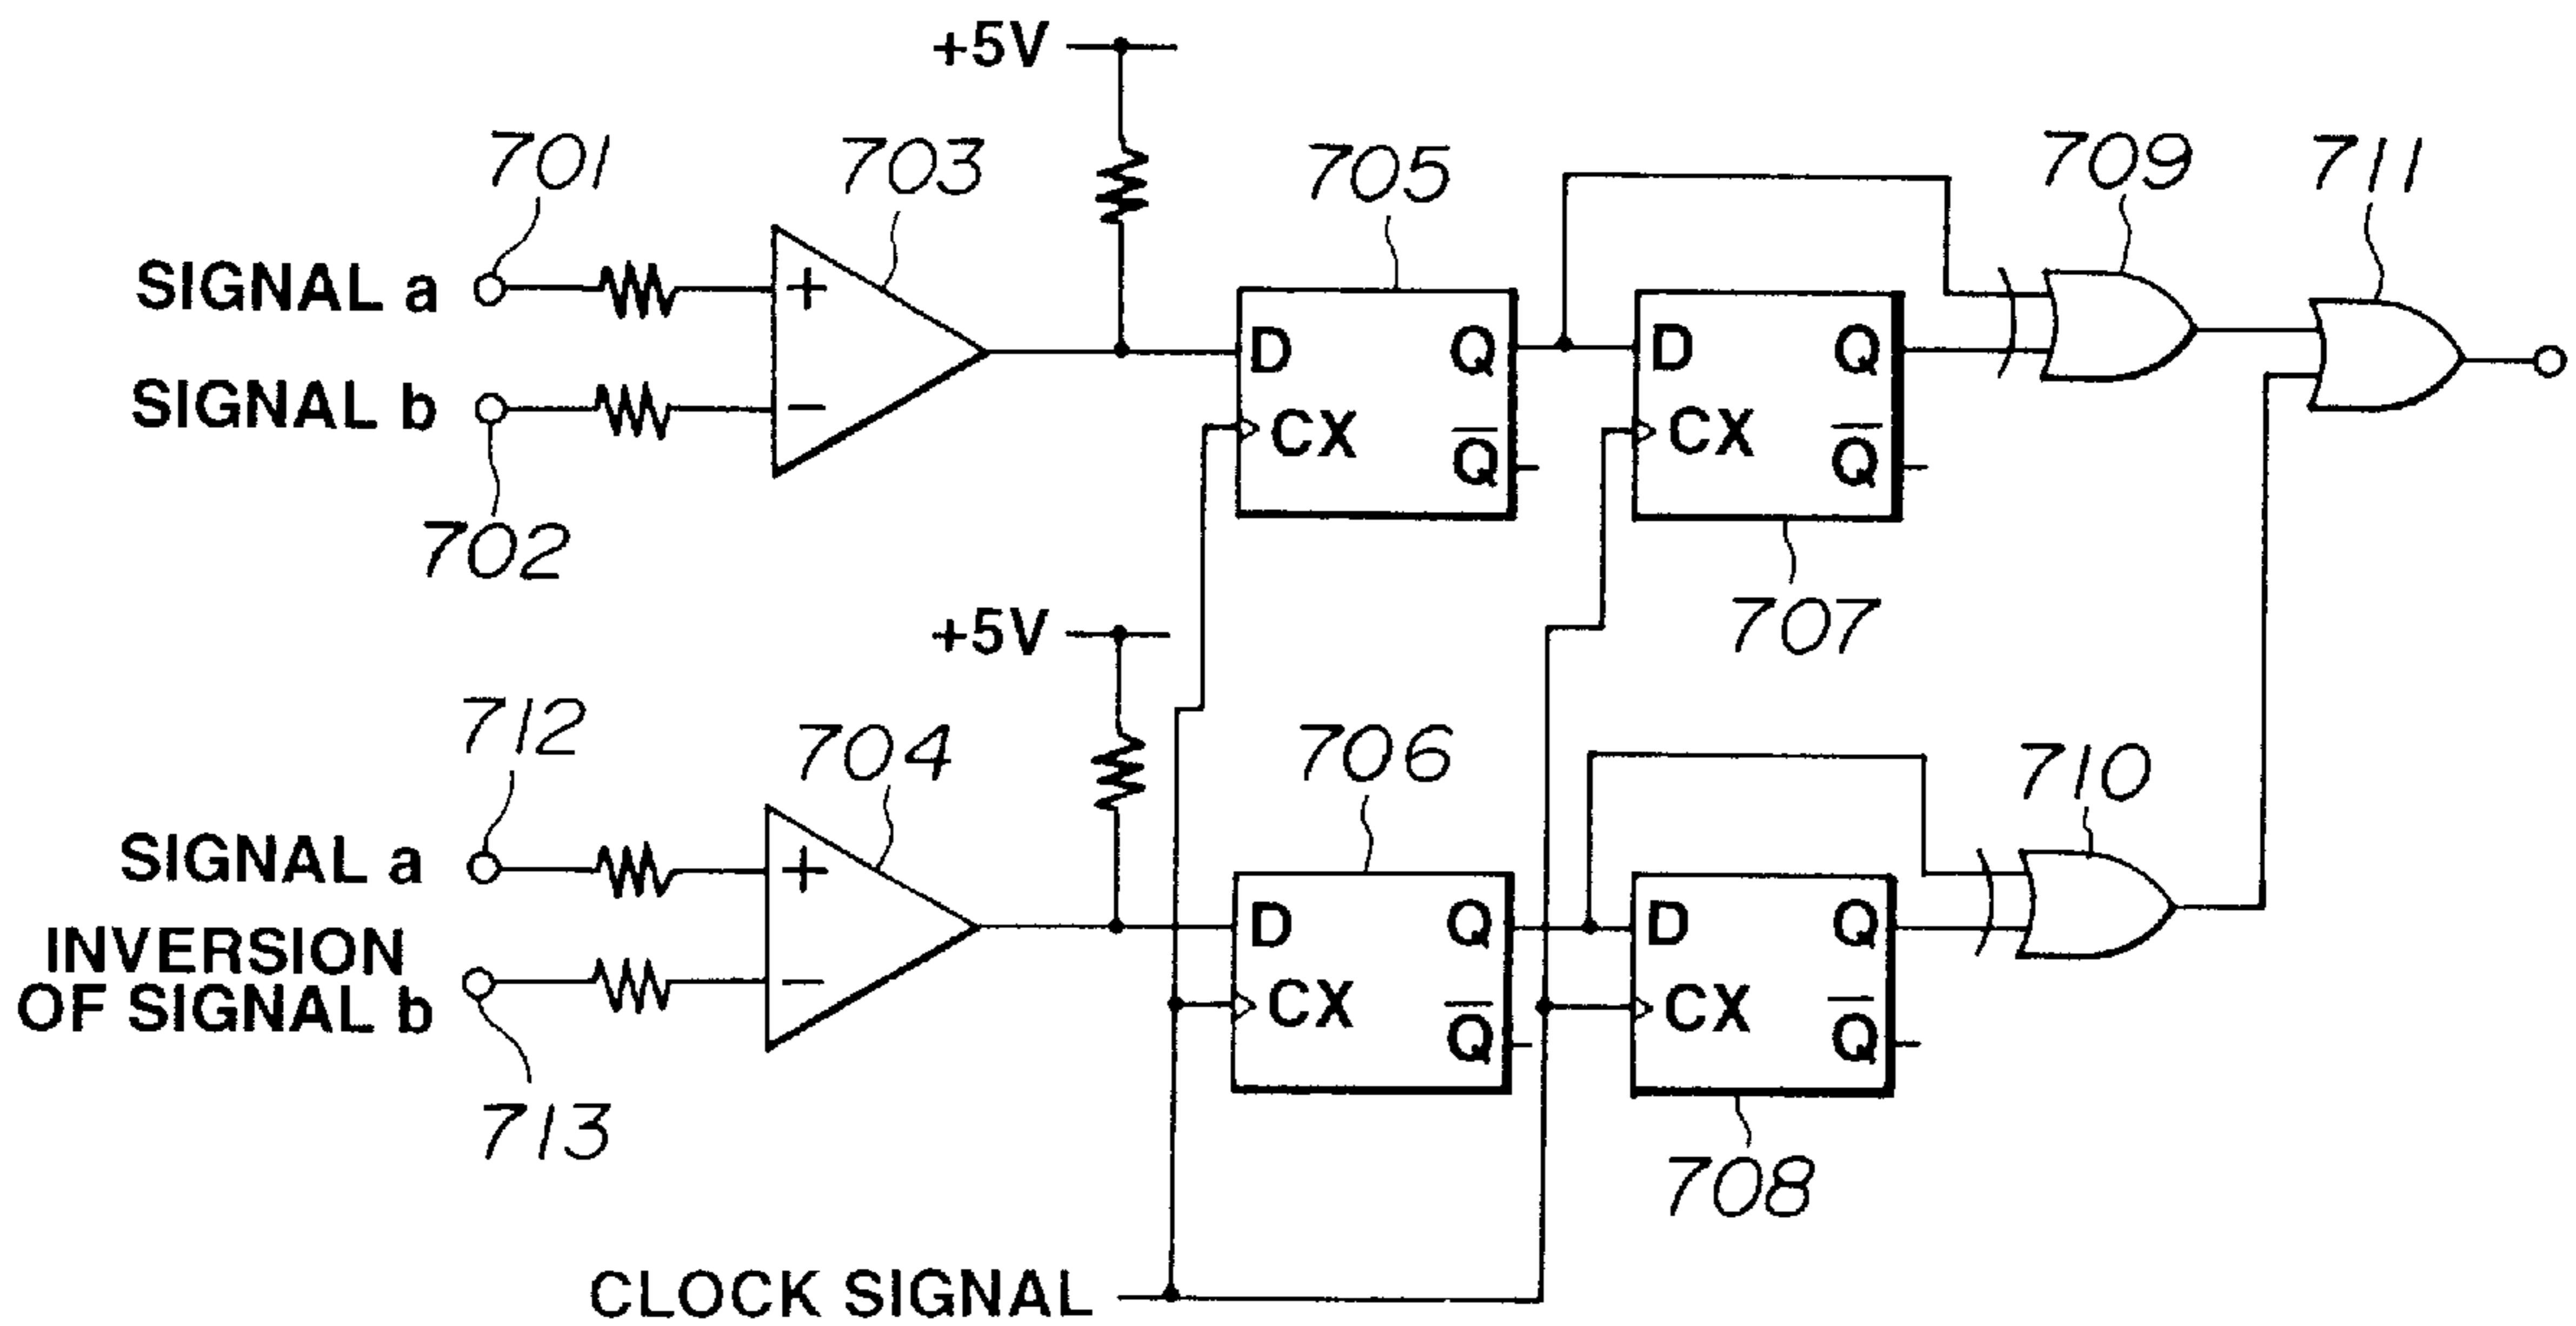 +5V
701
703
705
709
711
SIGNAL a
+
D
Q
D
Q
SIGNAL b
−
CX
Q̅
CX
Q̅
702
707
+5V
712
704
706
710
SIGNAL a
+
D
Q
D
Q
INVERSION
OF SIGNAL b
−
CX
Q̅
CX
Q̅
713
708
CLOCK SIGNAL